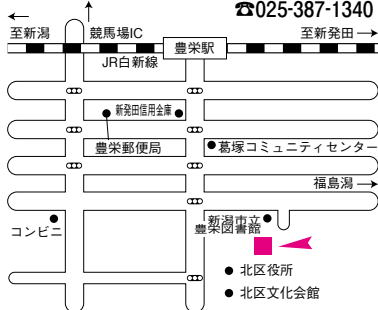 ☎025-387-1340
至新潟
競馬場IC
豊栄駅
至新発田
JR白新線
新発田信用金庫
豊栄郵便局
葛塚コミュニティセンター
福島潟
コンビニ
新潟市立
豊栄図書館
北区役所
北区文化会館